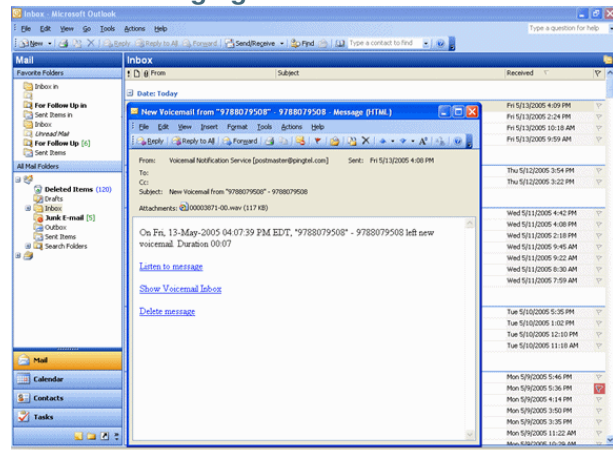 Inbox - Microsoft Outlook
File Edit View Go Tools Actions Help
Type a question for help
New Reply Reply to All Forward Send/Receive Find Type a contact to find
Mail
Inbox
Favorite Folders
! From Subject Received
Inbox in
Date: Today
For Follow Up in
Sent Items in
Inbox
Unread Mail
For Follow Up [6]
Sent Items
All Mail Folders
Deleted Items (120)
Drafts
Inbox
Junk E-mail [5]
Outbox
Sent Items
Search Folders
Mail
Calendar
Contacts
Tasks
New Voicemail from "9788079508" - 9788079508 - Message (HTML)
File Edit View Insert Format Tools Actions Help
Reply Reply to All Forward
From: Voicemail Notification Service [postmaster@pingtel.com] Sent: Fri 5/13/2005 4:08 PM
To:
Cc:
Subject: New Voicemail from "9788079508" - 9788079508
Attachments: 00003871-00.wav (117 KB)
On Fri, 13-May-2005 04:07:39 PM EDT, "9788079508" - 9788079508 left new
voicemail. Duration 00:07
Listen to message
Show Voicemail Inbox
Delete message
Fri 5/13/2005 4:09 PM
Fri 5/13/2005 2:24 PM
Fri 5/13/2005 10:18 AM
Fri 5/13/2005 9:59 AM
Thu 5/12/2005 3:54 PM
Thu 5/12/2005 3:22 PM
Wed 5/11/2005 4:42 PM
Wed 5/11/2005 4:08 PM
Wed 5/11/2005 2:18 PM
Wed 5/11/2005 9:45 AM
Wed 5/11/2005 9:22 AM
Wed 5/11/2005 8:30 AM
Wed 5/11/2005 7:59 AM
Tue 5/10/2005 5:35 PM
Tue 5/10/2005 1:02 PM
Tue 5/10/2005 12:10 PM
Tue 5/10/2005 11:18 AM
Mon 5/9/2005 5:46 PM
Mon 5/9/2005 5:36 PM
Mon 5/9/2005 4:14 PM
Mon 5/9/2005 3:50 PM
Mon 5/9/2005 3:35 PM
Mon 5/9/2005 11:22 AM
Mon 5/9/2005 10:29 AM